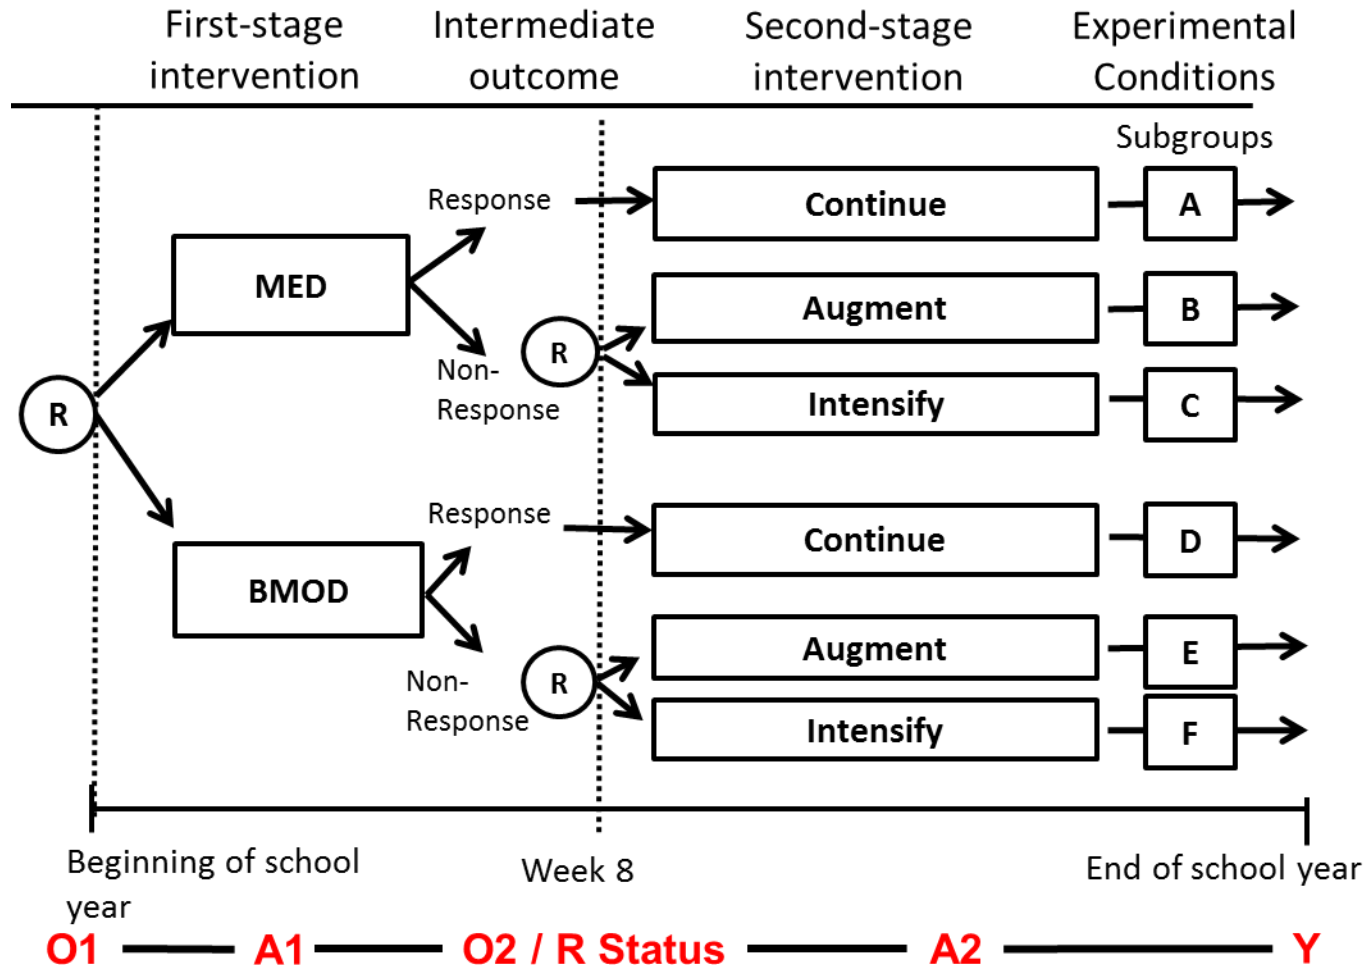 First-stage
intervention
Intermediate
outcome
Second-stage
intervention
Experimental
Conditions
Subgroups
Response
Continue
A
MED
Augment
B
Non-
Response
R
Intensify
C
R
Response
Continue
D
BMOD
Augment
E
Non-
Response
R
Intensify
F
Beginning of school
year
Week 8
End of school year
O1 A1 O2 / R Status A2 Y